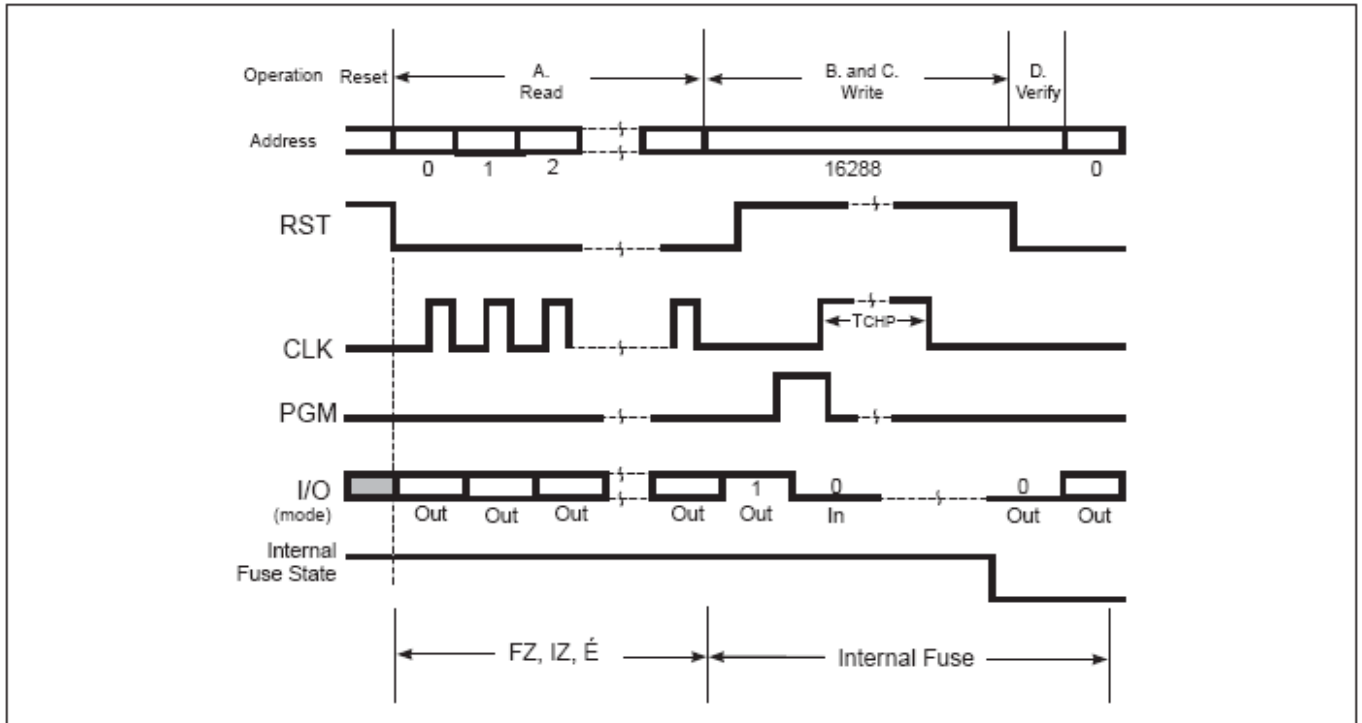 Operation Reset A. Read B. and C. Write D. Verify
Address
0 1 2 16288 0
RST
CLK TCHP
PGM
I/O (mode) 1 0 0
Out Out Out Out Out In Out Out
Internal Fuse State
FZ, IZ, É Internal Fuse